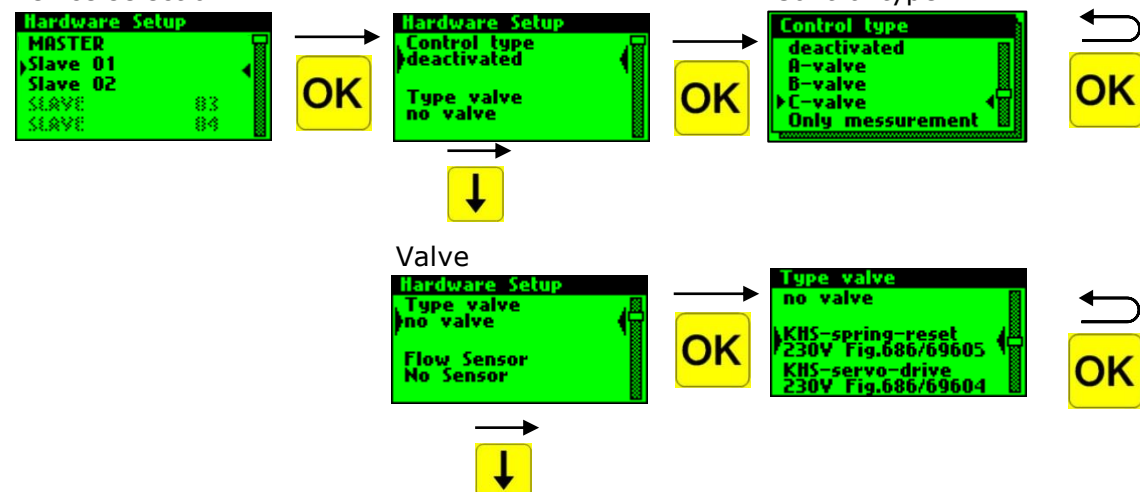 Hardware Setup
MASTER
Slave 01
Slave 02
SLAVE 03
SLAVE 04
OK
Hardware Setup
Control type
deactivated
Type valve
no valve
OK
Control type
deactivated
A-valve
B-valve
C-valve
Only messurement
OK
Valve
Hardware Setup
Type valve
no valve
Flow Sensor
No Sensor
OK
Type valve
no valve
KHS-spring-reset
230V Fig.686/69605
KHS-servo-drive
230V Fig.686/69604
OK